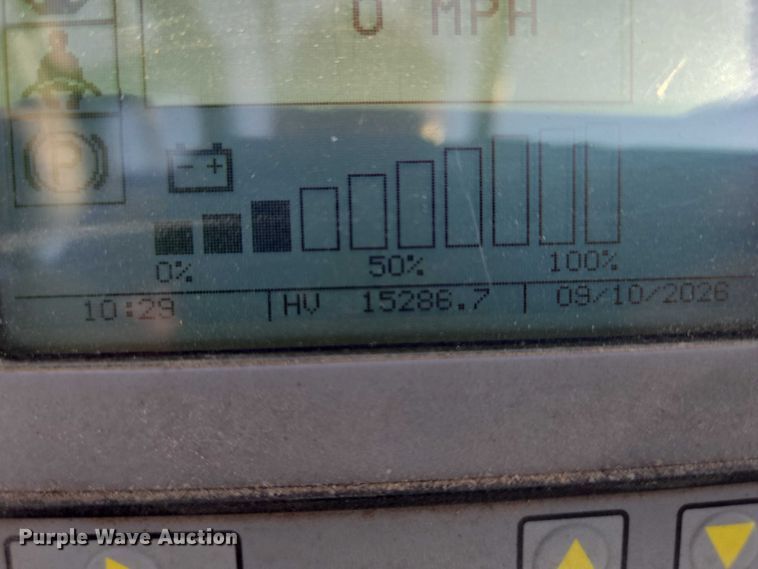 0 MPH
P
0% 50% 100%
10:29 HV 15286.7 09/10/2026
Purple Wave Auction